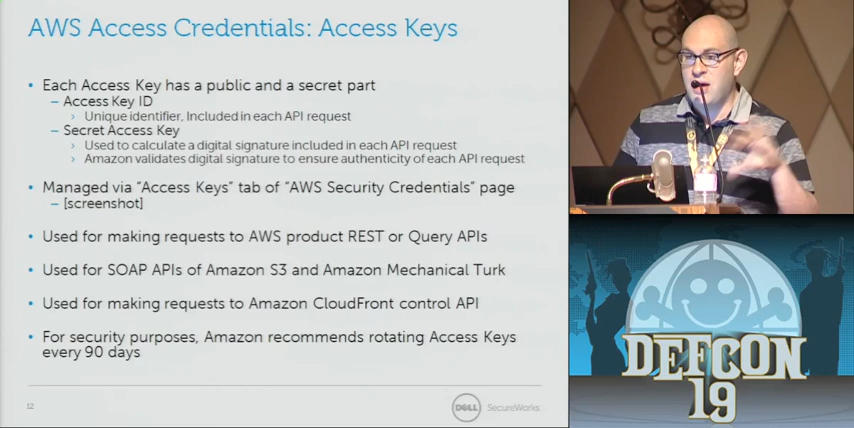 AWS Access Credentials: Access Keys
• Each Access Key has a public and a secret part
– Access Key ID
› Unique identifier, Included in each API request
– Secret Access Key
› Used to calculate a digital signature included in each API request
› Amazon validates digital signature to ensure authenticity of each API request
• Managed via “Access Keys” tab of “AWS Security Credentials” page
– [screenshot]
• Used for making requests to AWS product REST or Query APIs
• Used for SOAP APIs of Amazon S3 and Amazon Mechanical Turk
• Used for making requests to Amazon CloudFront control API
• For security purposes, Amazon recommends rotating Access Keys
every 90 days
12
DELL SecureWorks
DEFCON
19